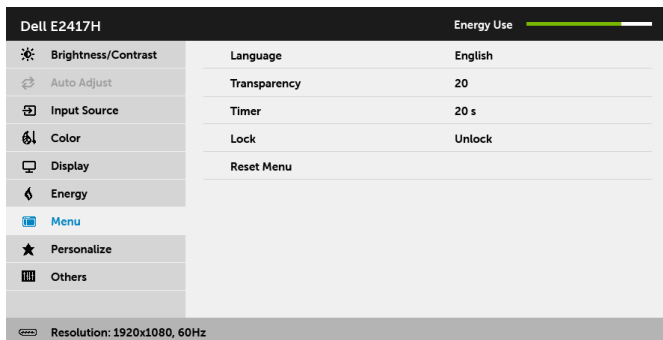 Dell E2417H Energy Use
Brightness/Contrast Language English
Auto Adjust Transparency 20
Input Source Timer 20 s
Color Lock Unlock
Display Reset Menu
Energy
Menu
Personalize
Others
Resolution: 1920x1080, 60Hz